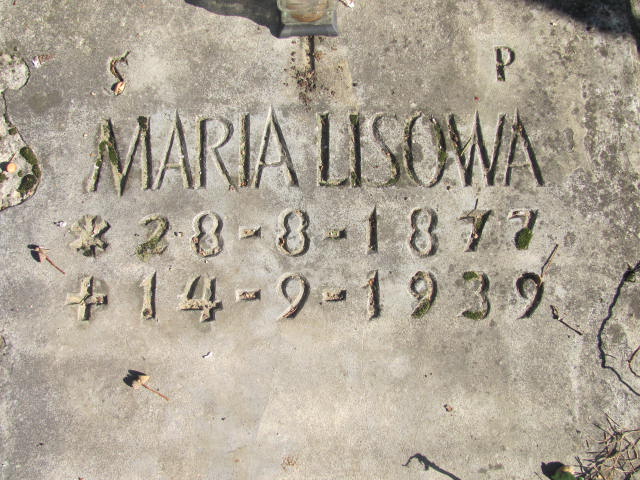 Ś P
MARIA LISOWA
* 28-8-1877
+ 14-9-1939